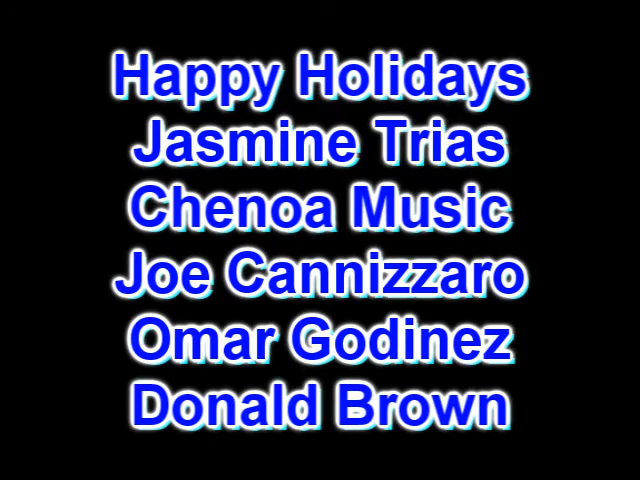 Happy Holidays
Jasmine Trias
Chenoa Music
Joe Cannizzaro
Omar Godinez
Donald Brown